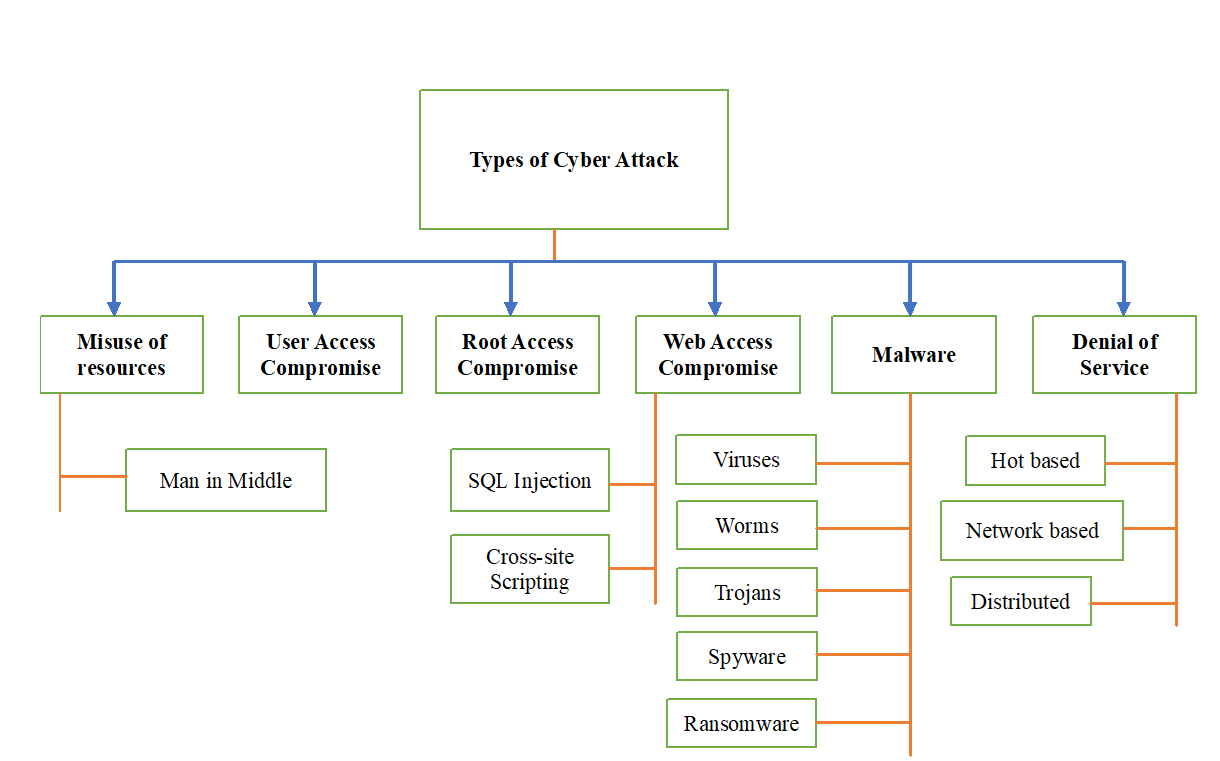 Types of Cyber Attack
Misuse of
resources
User Access
Compromise
Root Access
Compromise
Web Access
Compromise
Malware
Denial of
Service
Man in Middle
SQL Injection
Cross-site
Scripting
Viruses
Worms
Trojans
Spyware
Ransomware
Hot based
Network based
Distributed